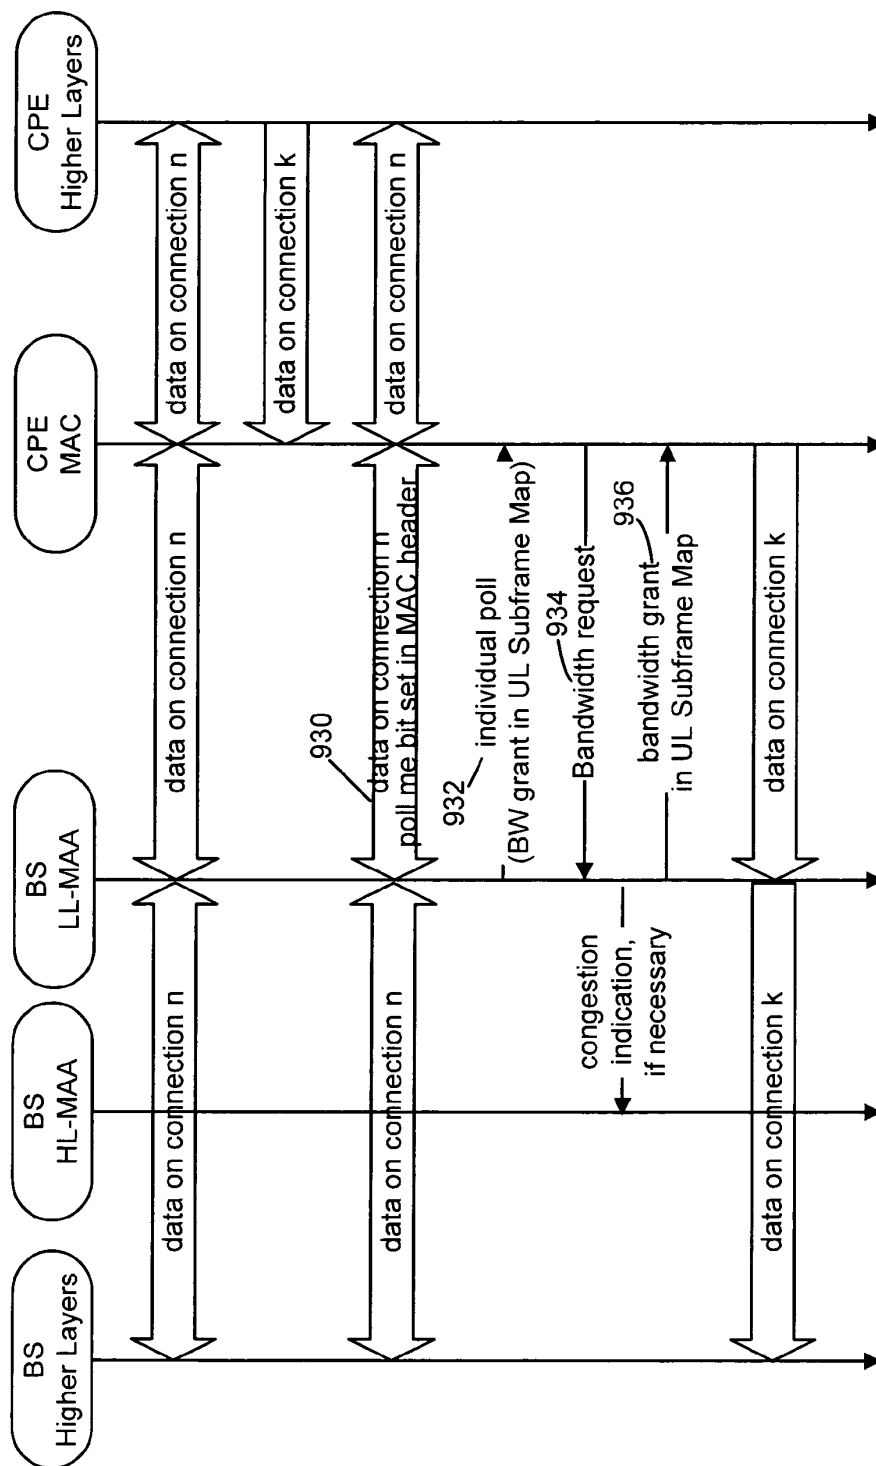 BS
Higher Layers
BS
HL-MAA
BS
LL-MAA
CPE
MAC
CPE
Higher Layers
data on connection n
data on connection n
data on connection n
data on connection k
data on connection n
930
data on connection n
poll me bit set in MAC header
data on connection n
932
individual poll
(BW grant in UL Subframe Map)
934
Bandwidth request
congestion
indication,
if necessary
936
bandwidth grant
in UL Subframe Map
data on connection k
data on connection k